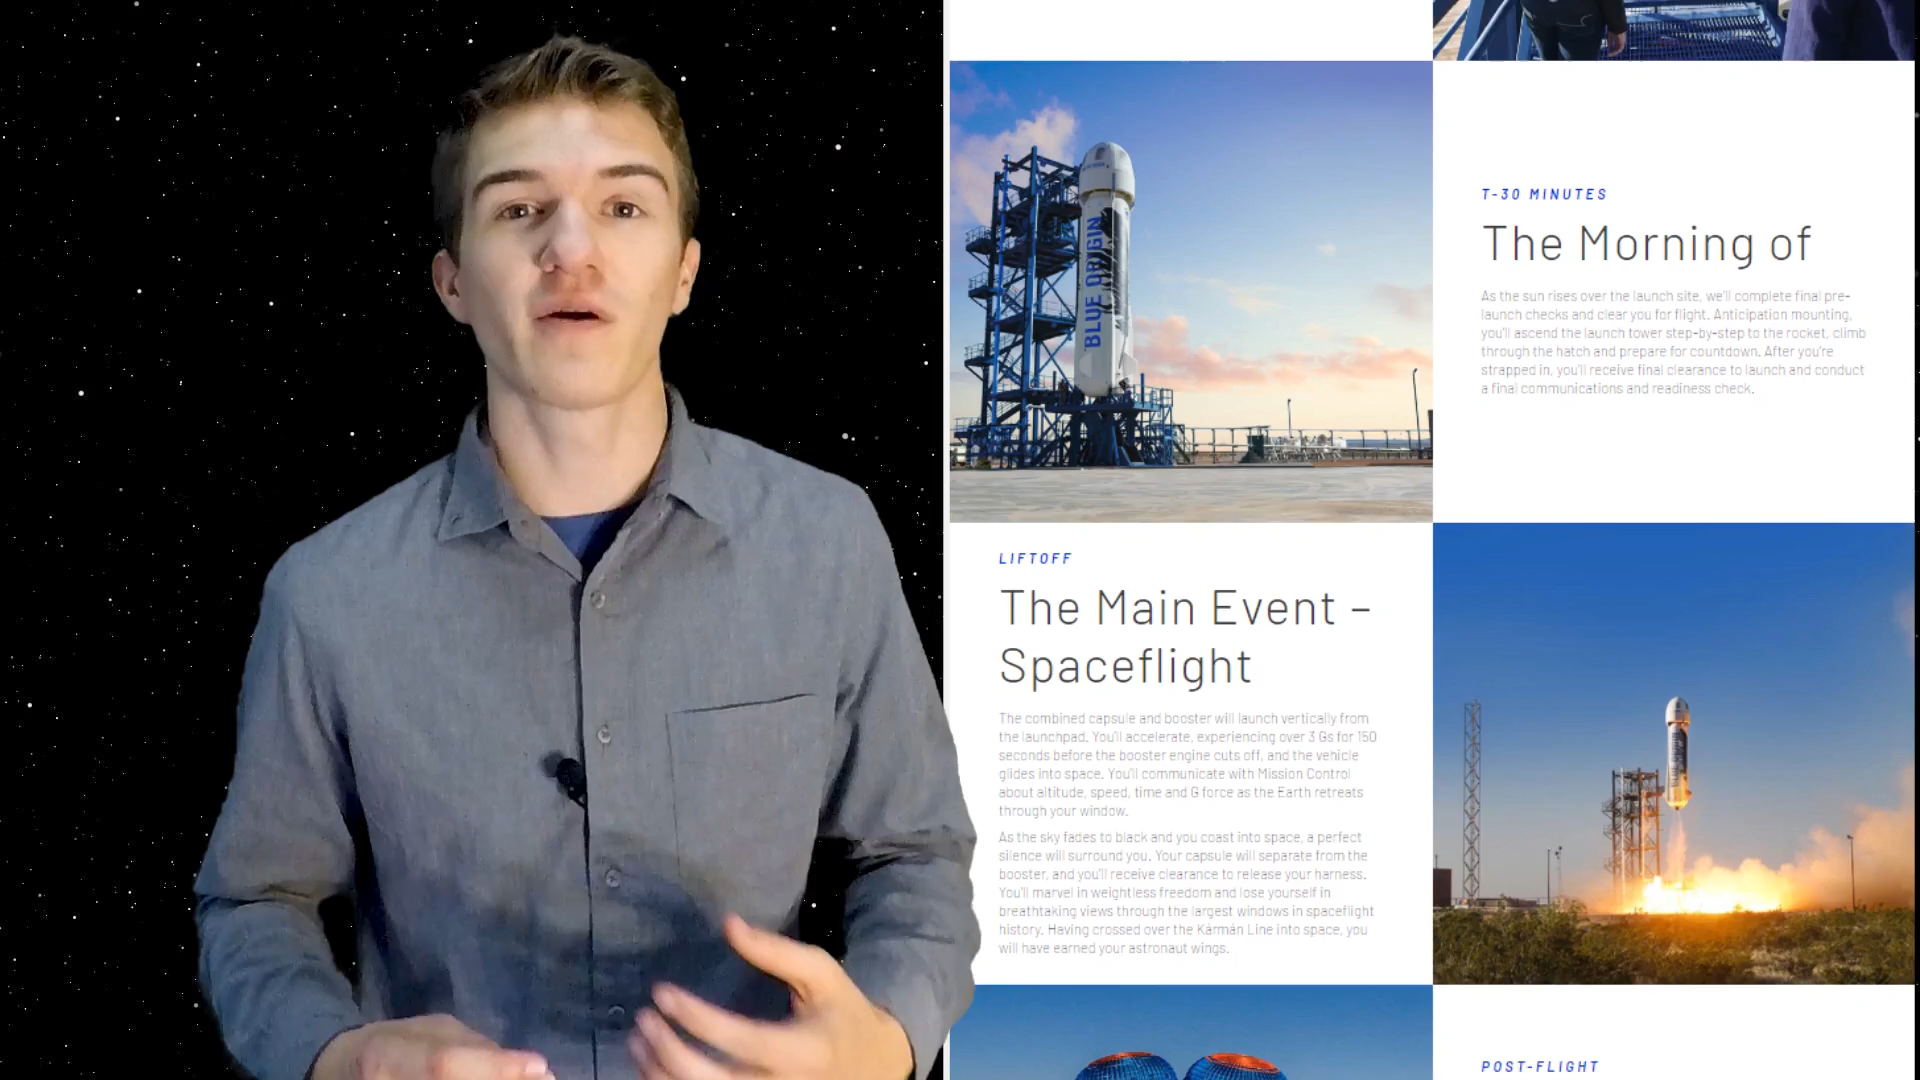 BLUE ORIGIN
T-30 MINUTES
The Morning of
As the sun rises over the launch site, we'll complete final pre-
launch checks and clear you for flight. Anticipation mounting,
you'll ascend the launch tower step-by-step to the rocket, climb
through the hatch and prepare for countdown. After you're
strapped in, you'll receive final clearance to launch and conduct
a final communications and readiness check.
LIFTOFF
The Main Event –
Spaceflight
The combined capsule and booster will launch vertically from
the launchpad. You'll accelerate, experiencing over 3 Gs for 150
seconds before the booster engine cuts off, and the vehicle
glides into space. You'll communicate with Mission Control
about altitude, speed, time and G force as the Earth retreats
through your window.
As the sky fades to black and you coast into space, a perfect
silence will surround you. Your capsule will separate from the
booster, and you'll receive clearance to release your harness.
You'll marvel in weightless freedom and lose yourself in
breathtaking views through the largest windows in spaceflight
history. Having crossed over the Kármán Line into space, you
will have earned your astronaut wings.
POST-FLIGHT